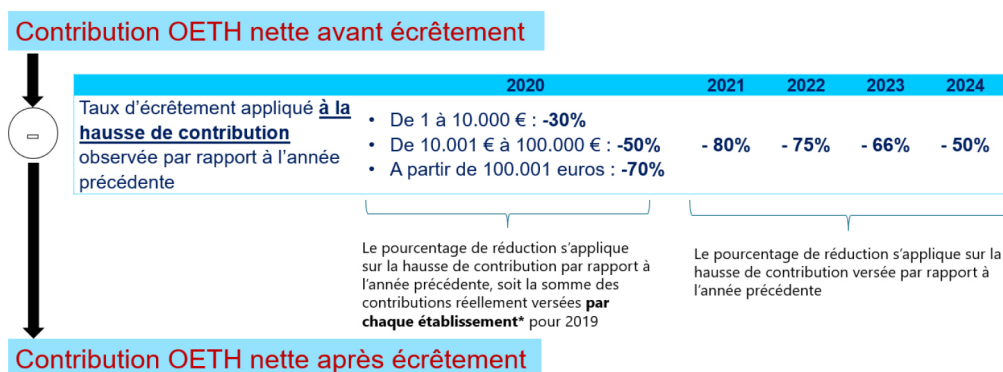 Contribution OETH nette avant écrêtement
2020 2021 2022 2023 2024
-
Taux d'écrêtement appliqué à la
hausse de contribution
observée par rapport à l'année
précédente
• De 1 à 10.000 € : -30%
• De 10.001 € à 100.000 € : -50%
• A partir de 100.001 euros : -70%
- 80% - 75% - 66% - 50%
Le pourcentage de réduction s'applique
sur la hausse de contribution par rapport à
l'année précédente, soit la somme des
contributions réellement versées par
chaque établissement* pour 2019
Le pourcentage de réduction s'applique sur la
hausse de contribution versée par rapport à
l'année précédente
Contribution OETH nette après écrêtement